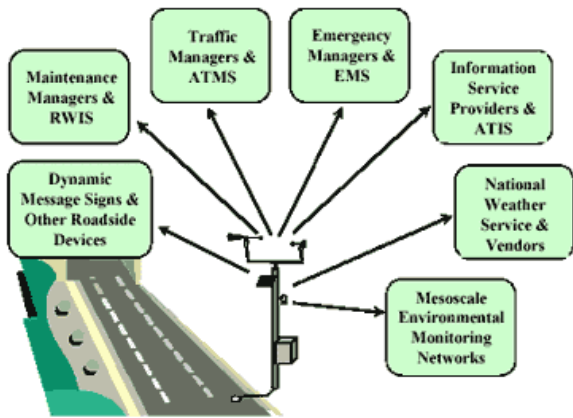 Maintenance
Managers &
RWIS
Traffic
Managers &
ATMS
Emergency
Managers &
EMS
Information
Service
Providers &
ATIS
Dynamic
Message Signs &
Other Roadside
Devices
National
Weather
Service &
Vendors
Mesoscale
Environmental
Monitoring
Networks